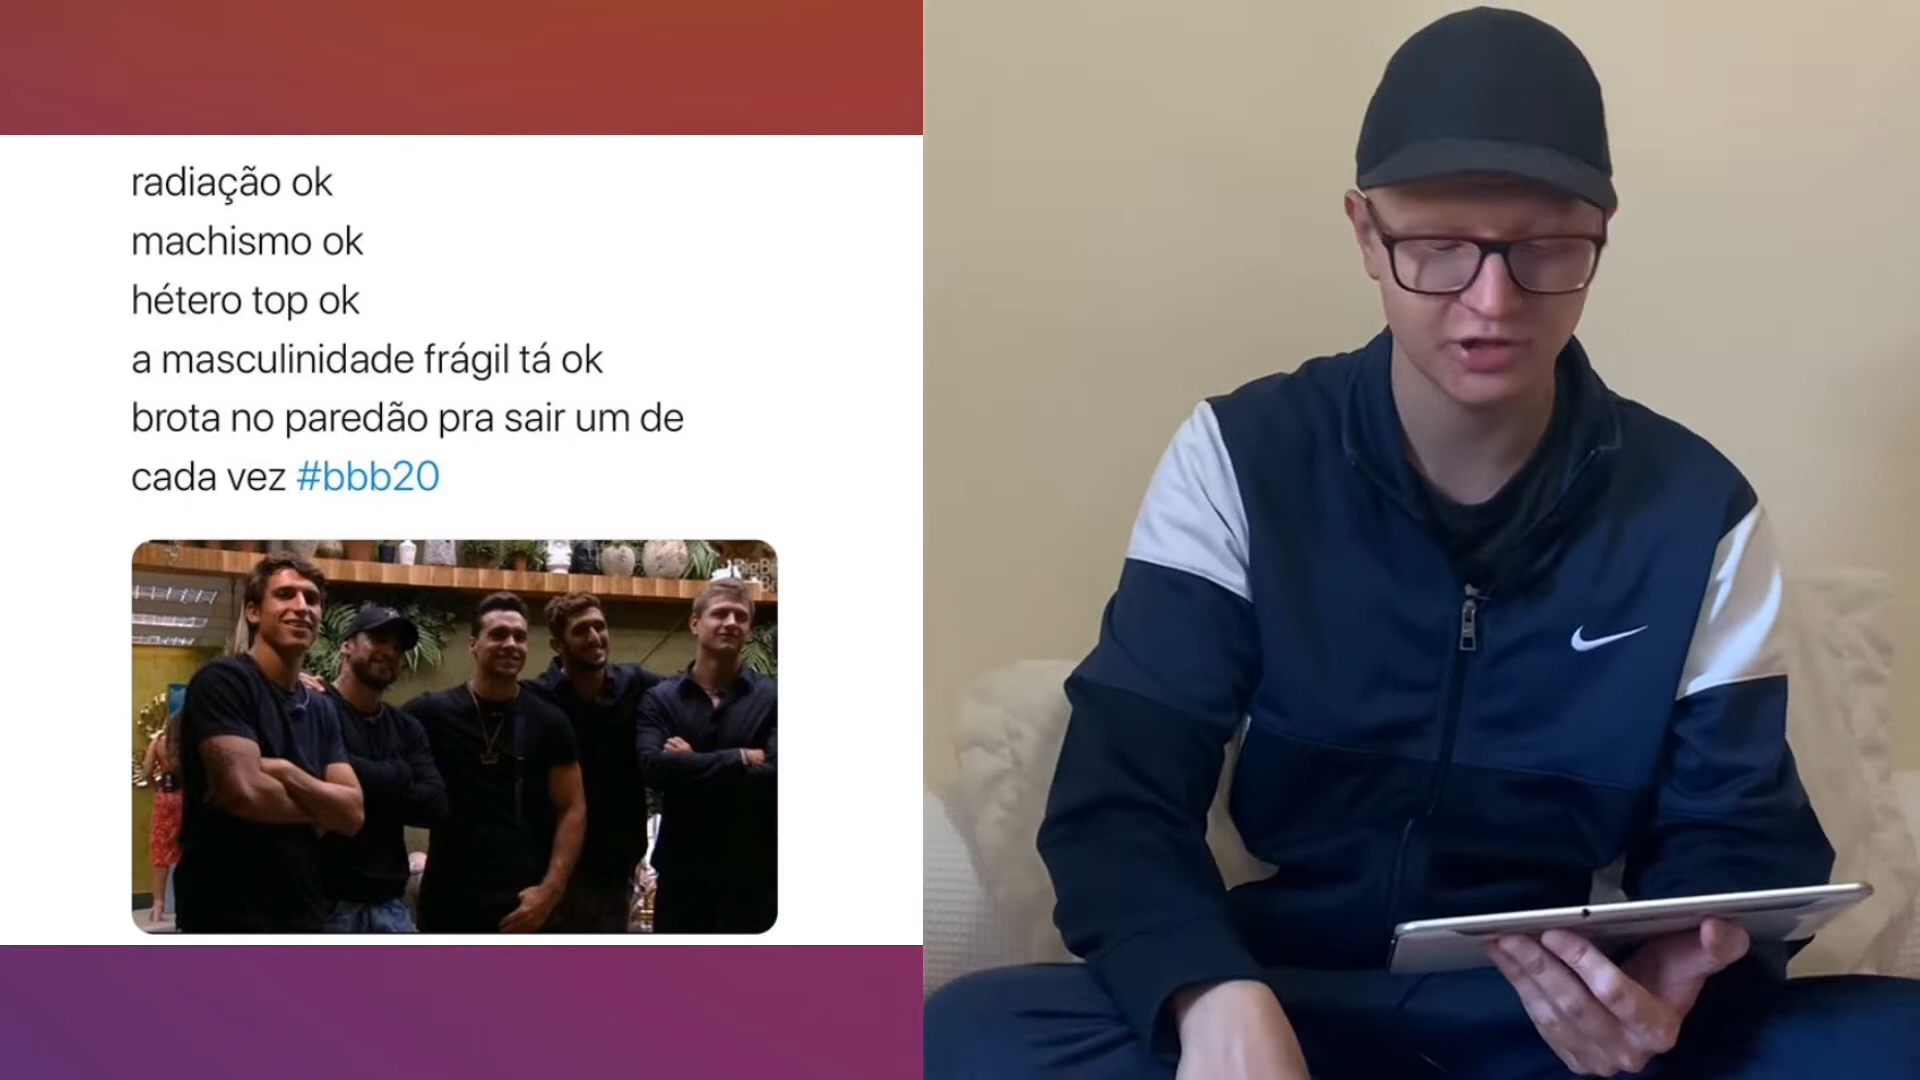 radiação ok
machismo ok
hétero top ok
a masculinidade frágil tá ok
brota no paredão pra sair um de
cada vez #bbb20